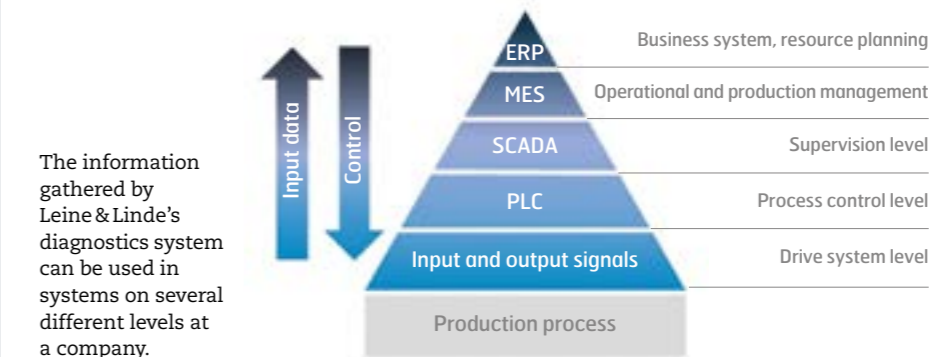 The information
gathered by
Leine & Linde's
diagnostics system
can be used in
systems on several
different levels at
a company.
Input data
Control
ERP
Business system, resource planning
MES
Operational and production management
SCADA
Supervision level
PLC
Process control level
Input and output signals
Drive system level
Production process